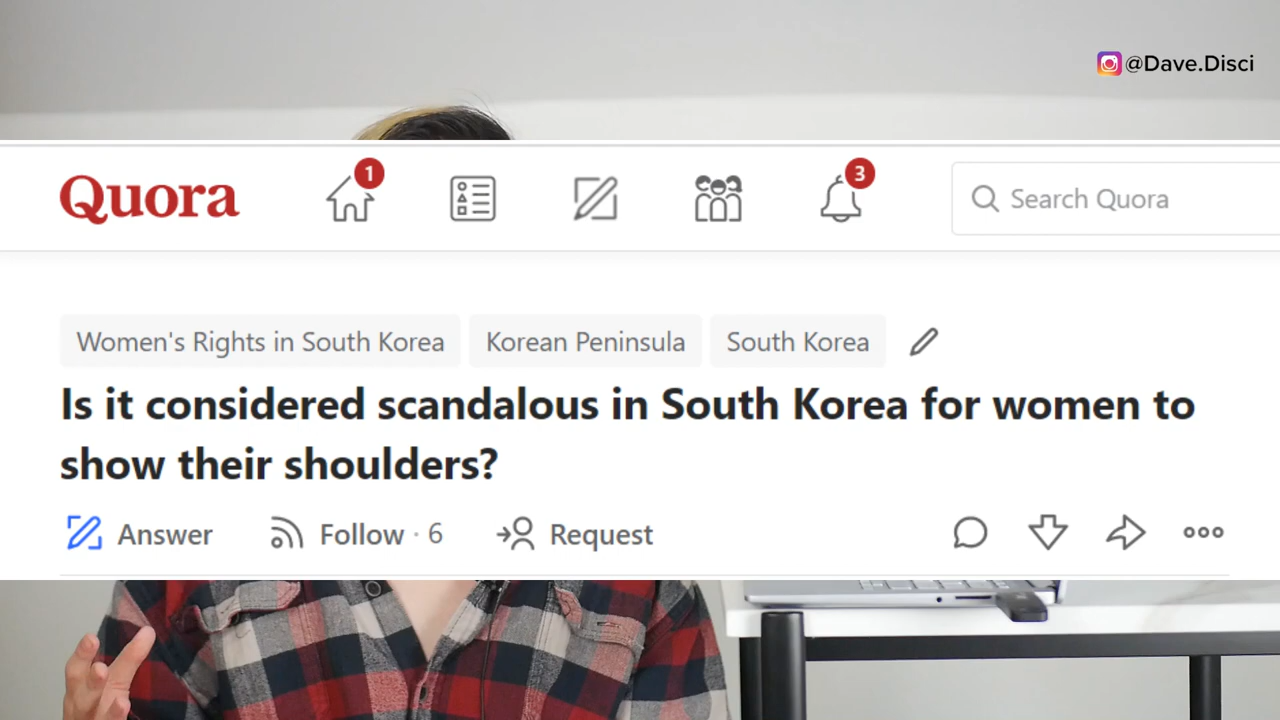 @Dave.Disci
1
3
Quora
Search Quora
Women's Rights in South Korea
Korean Peninsula
South Korea
Is it considered scandalous in South Korea for women to
show their shoulders?
Answer
Follow · 6
Request